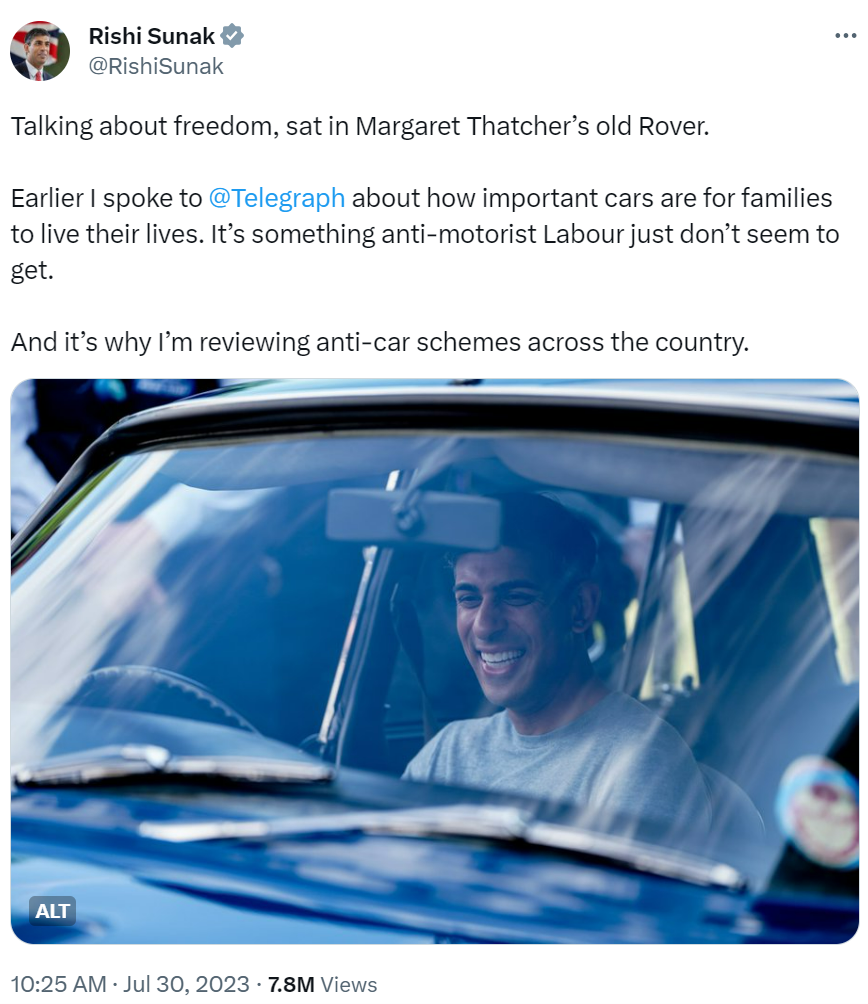 Rishi Sunak
@RishiSunak
Talking about freedom, sat in Margaret Thatcher’s old Rover.
Earlier I spoke to @Telegraph about how important cars are for families
to live their lives. It’s something anti-motorist Labour just don’t seem to
get.
And it’s why I’m reviewing anti-car schemes across the country.
ALT
10:25 AM · Jul 30, 2023 · 7.8M Views